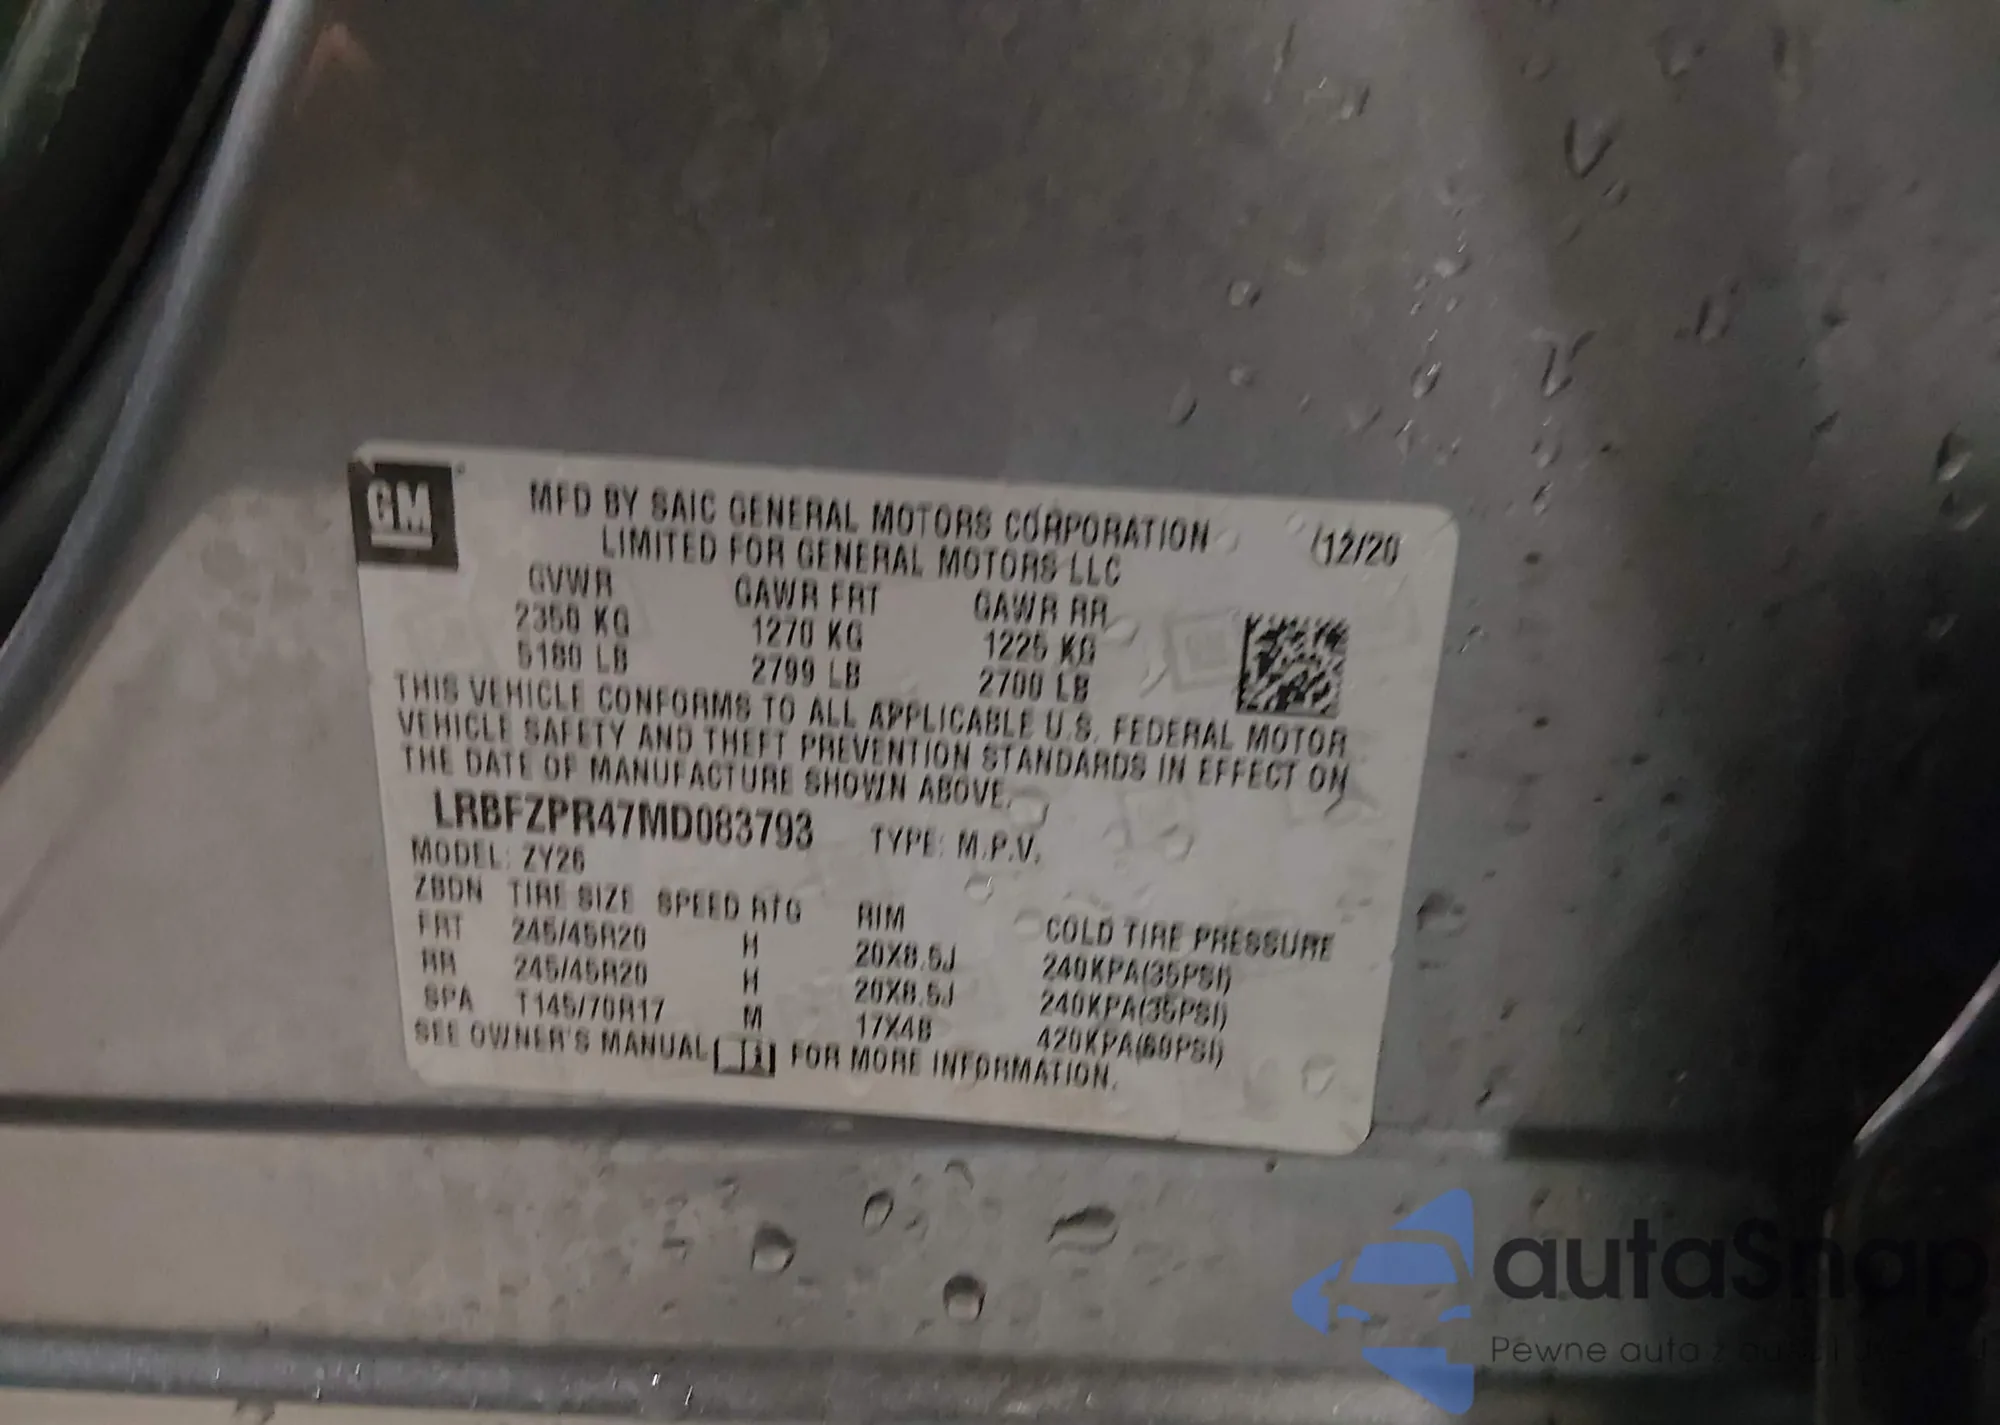 GM
MFD BY SAIC GENERAL MOTORS CORPORATION 12/20
LIMITED FOR GENERAL MOTORS LLC
GVWR GAWR FRT GAWR RR
2350 KG 1270 KG 1225 KG
5180 LB 2799 LB 2700 LB
THIS VEHICLE CONFORMS TO ALL APPLICABLE U.S. FEDERAL MOTOR
VEHICLE SAFETY AND THEFT PREVENTION STANDARDS IN EFFECT ON
THE DATE OF MANUFACTURE SHOWN ABOVE.
LRBFZPR47MD083793 TYPE: M.P.V.
MODEL: ZY26
ZBDN TIRE SIZE SPEED RTG RIM COLD TIRE PRESSURE
FRT 245/45R20 H 20X8.5J 240KPA(35PSI)
RR 245/45R20 H 20X8.5J 240KPA(35PSI)
SPA T145/70R17 M 17X4B 420KPA(60PSI)
SEE OWNER'S MANUAL FOR MORE INFORMATION.
autaSnap
Pewne auta z